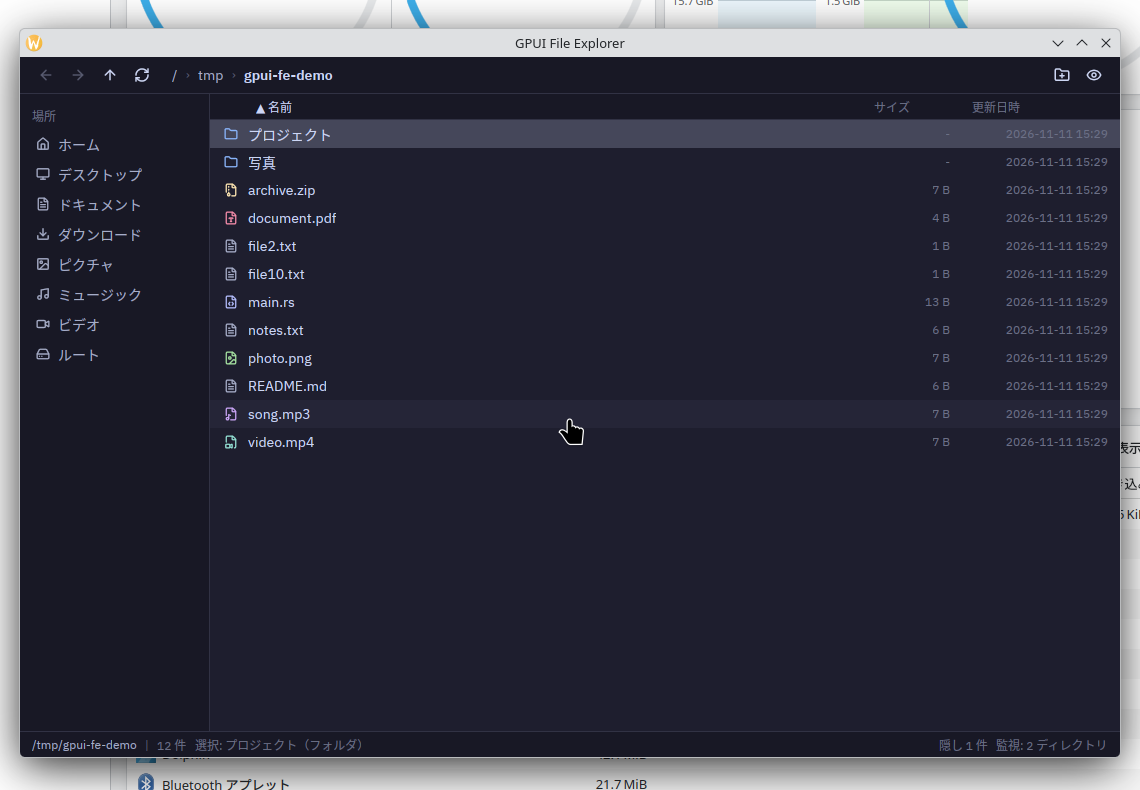 15.7 GiB 1.5 GiB
GPUI File Explorer
/ › tmp › gpui-fe-demo
場所
ホーム
デスクトップ
ドキュメント
ダウンロード
ピクチャ
ミュージック
ビデオ
ルート
▲名前 サイズ 更新日時
プロジェクト - 2026-11-11 15:29
写真 - 2026-11-11 15:29
archive.zip 7 B 2026-11-11 15:29
document.pdf 4 B 2026-11-11 15:29
file2.txt 1 B 2026-11-11 15:29
file10.txt 1 B 2026-11-11 15:29
main.rs 13 B 2026-11-11 15:29
notes.txt 6 B 2026-11-11 15:29
photo.png 7 B 2026-11-11 15:29
README.md 6 B 2026-11-11 15:29
song.mp3 7 B 2026-11-11 15:29
video.mp4 7 B 2026-11-11 15:29
表示
/tmp/gpui-fe-demo | 12 件 選択: プロジェクト（フォルダ） 隠し 1 件 監視: 2 ディレクトリ
Bluetooth アプレット 21.7 MiB